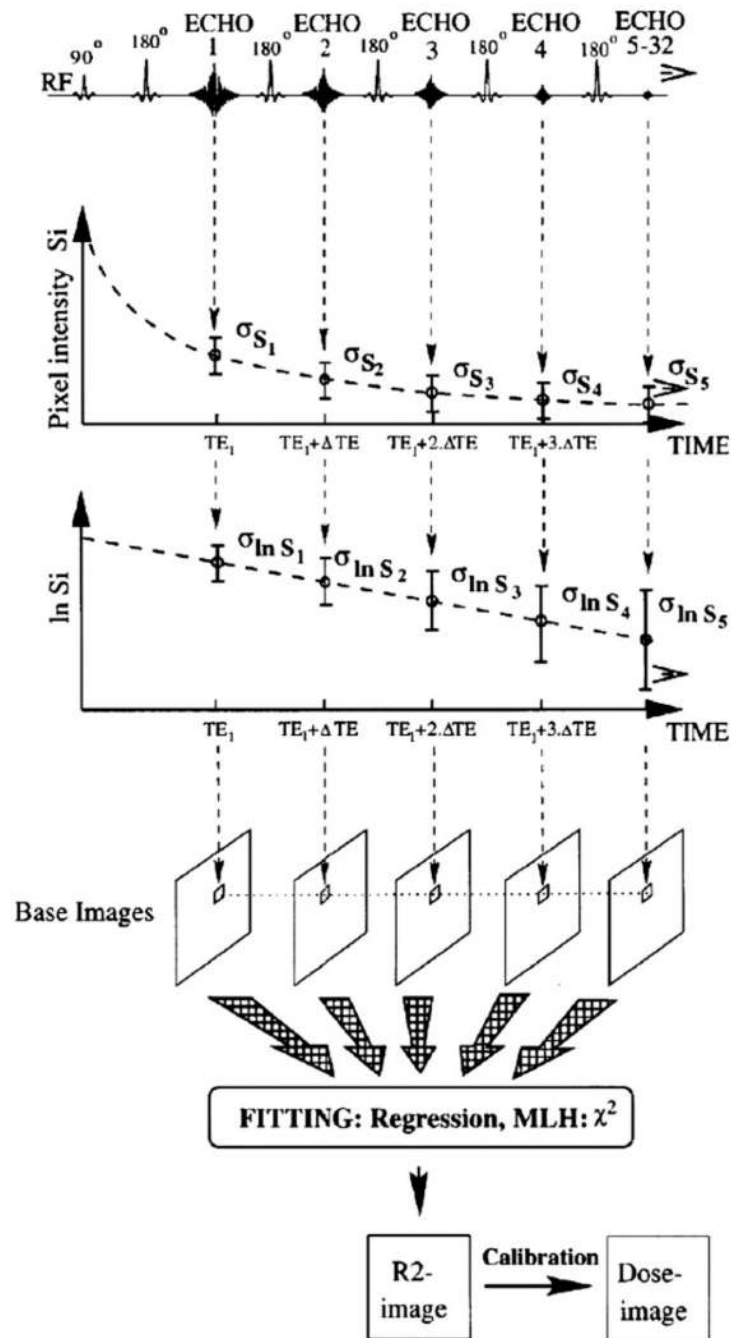 ECHO ECHO ECHO ECHO ECHO
90° 180° 1 180° 2 180° 3 180° 4 180° 5-32
RF
Pixel intensity Si
σS1 σS2 σS3 σS4 σS5
TE1 TE1+ΔTE TE1+2.ΔTE TE1+3.ΔTE TIME
ln Si
σln S1 σln S2 σln S3 σln S4 σln S5
TE1 TE1+ΔTE TE1+2.ΔTE TE1+3.ΔTE TIME
Base Images
FITTING: Regression, MLH: χ²
R2-
image
Calibration
Dose-
image